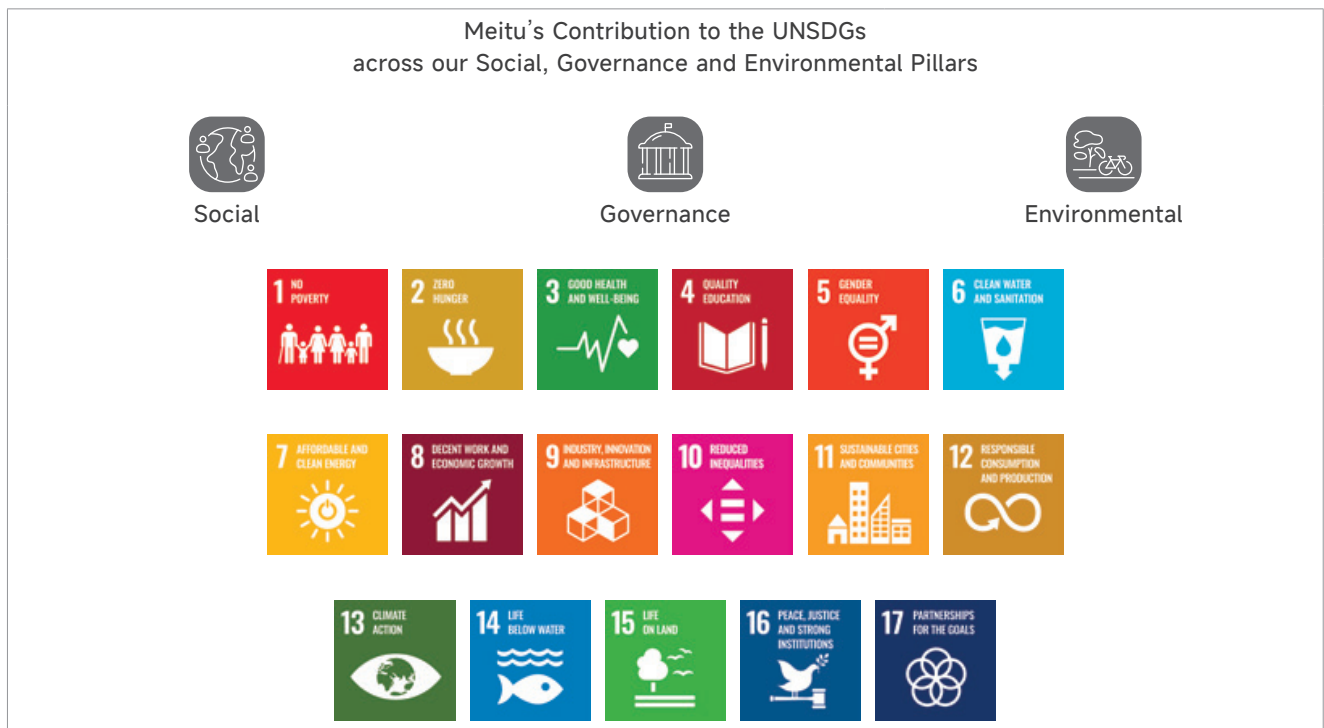 Meitu’s Contribution to the UNSDGs
across our Social, Governance and Environmental Pillars
Social
Governance
Environmental
1 NO
POVERTY
2 ZERO
HUNGER
3 GOOD HEALTH
AND WELL-BEING
4 QUALITY
EDUCATION
5 GENDER
EQUALITY
6 CLEAN WATER
AND SANITATION
7 AFFORDABLE AND
CLEAN ENERGY
8 DECENT WORK AND
ECONOMIC GROWTH
9 INDUSTRY, INNOVATION
AND INFRASTRUCTURE
10 REDUCED
INEQUALITIES
11 SUSTAINABLE CITIES
AND COMMUNITIES
12 RESPONSIBLE
CONSUMPTION
AND PRODUCTION
13 CLIMATE
ACTION
14 LIFE
BELOW WATER
15 LIFE
ON LAND
16 PEACE, JUSTICE
AND STRONG
INSTITUTIONS
17 PARTNERSHIPS
FOR THE GOALS